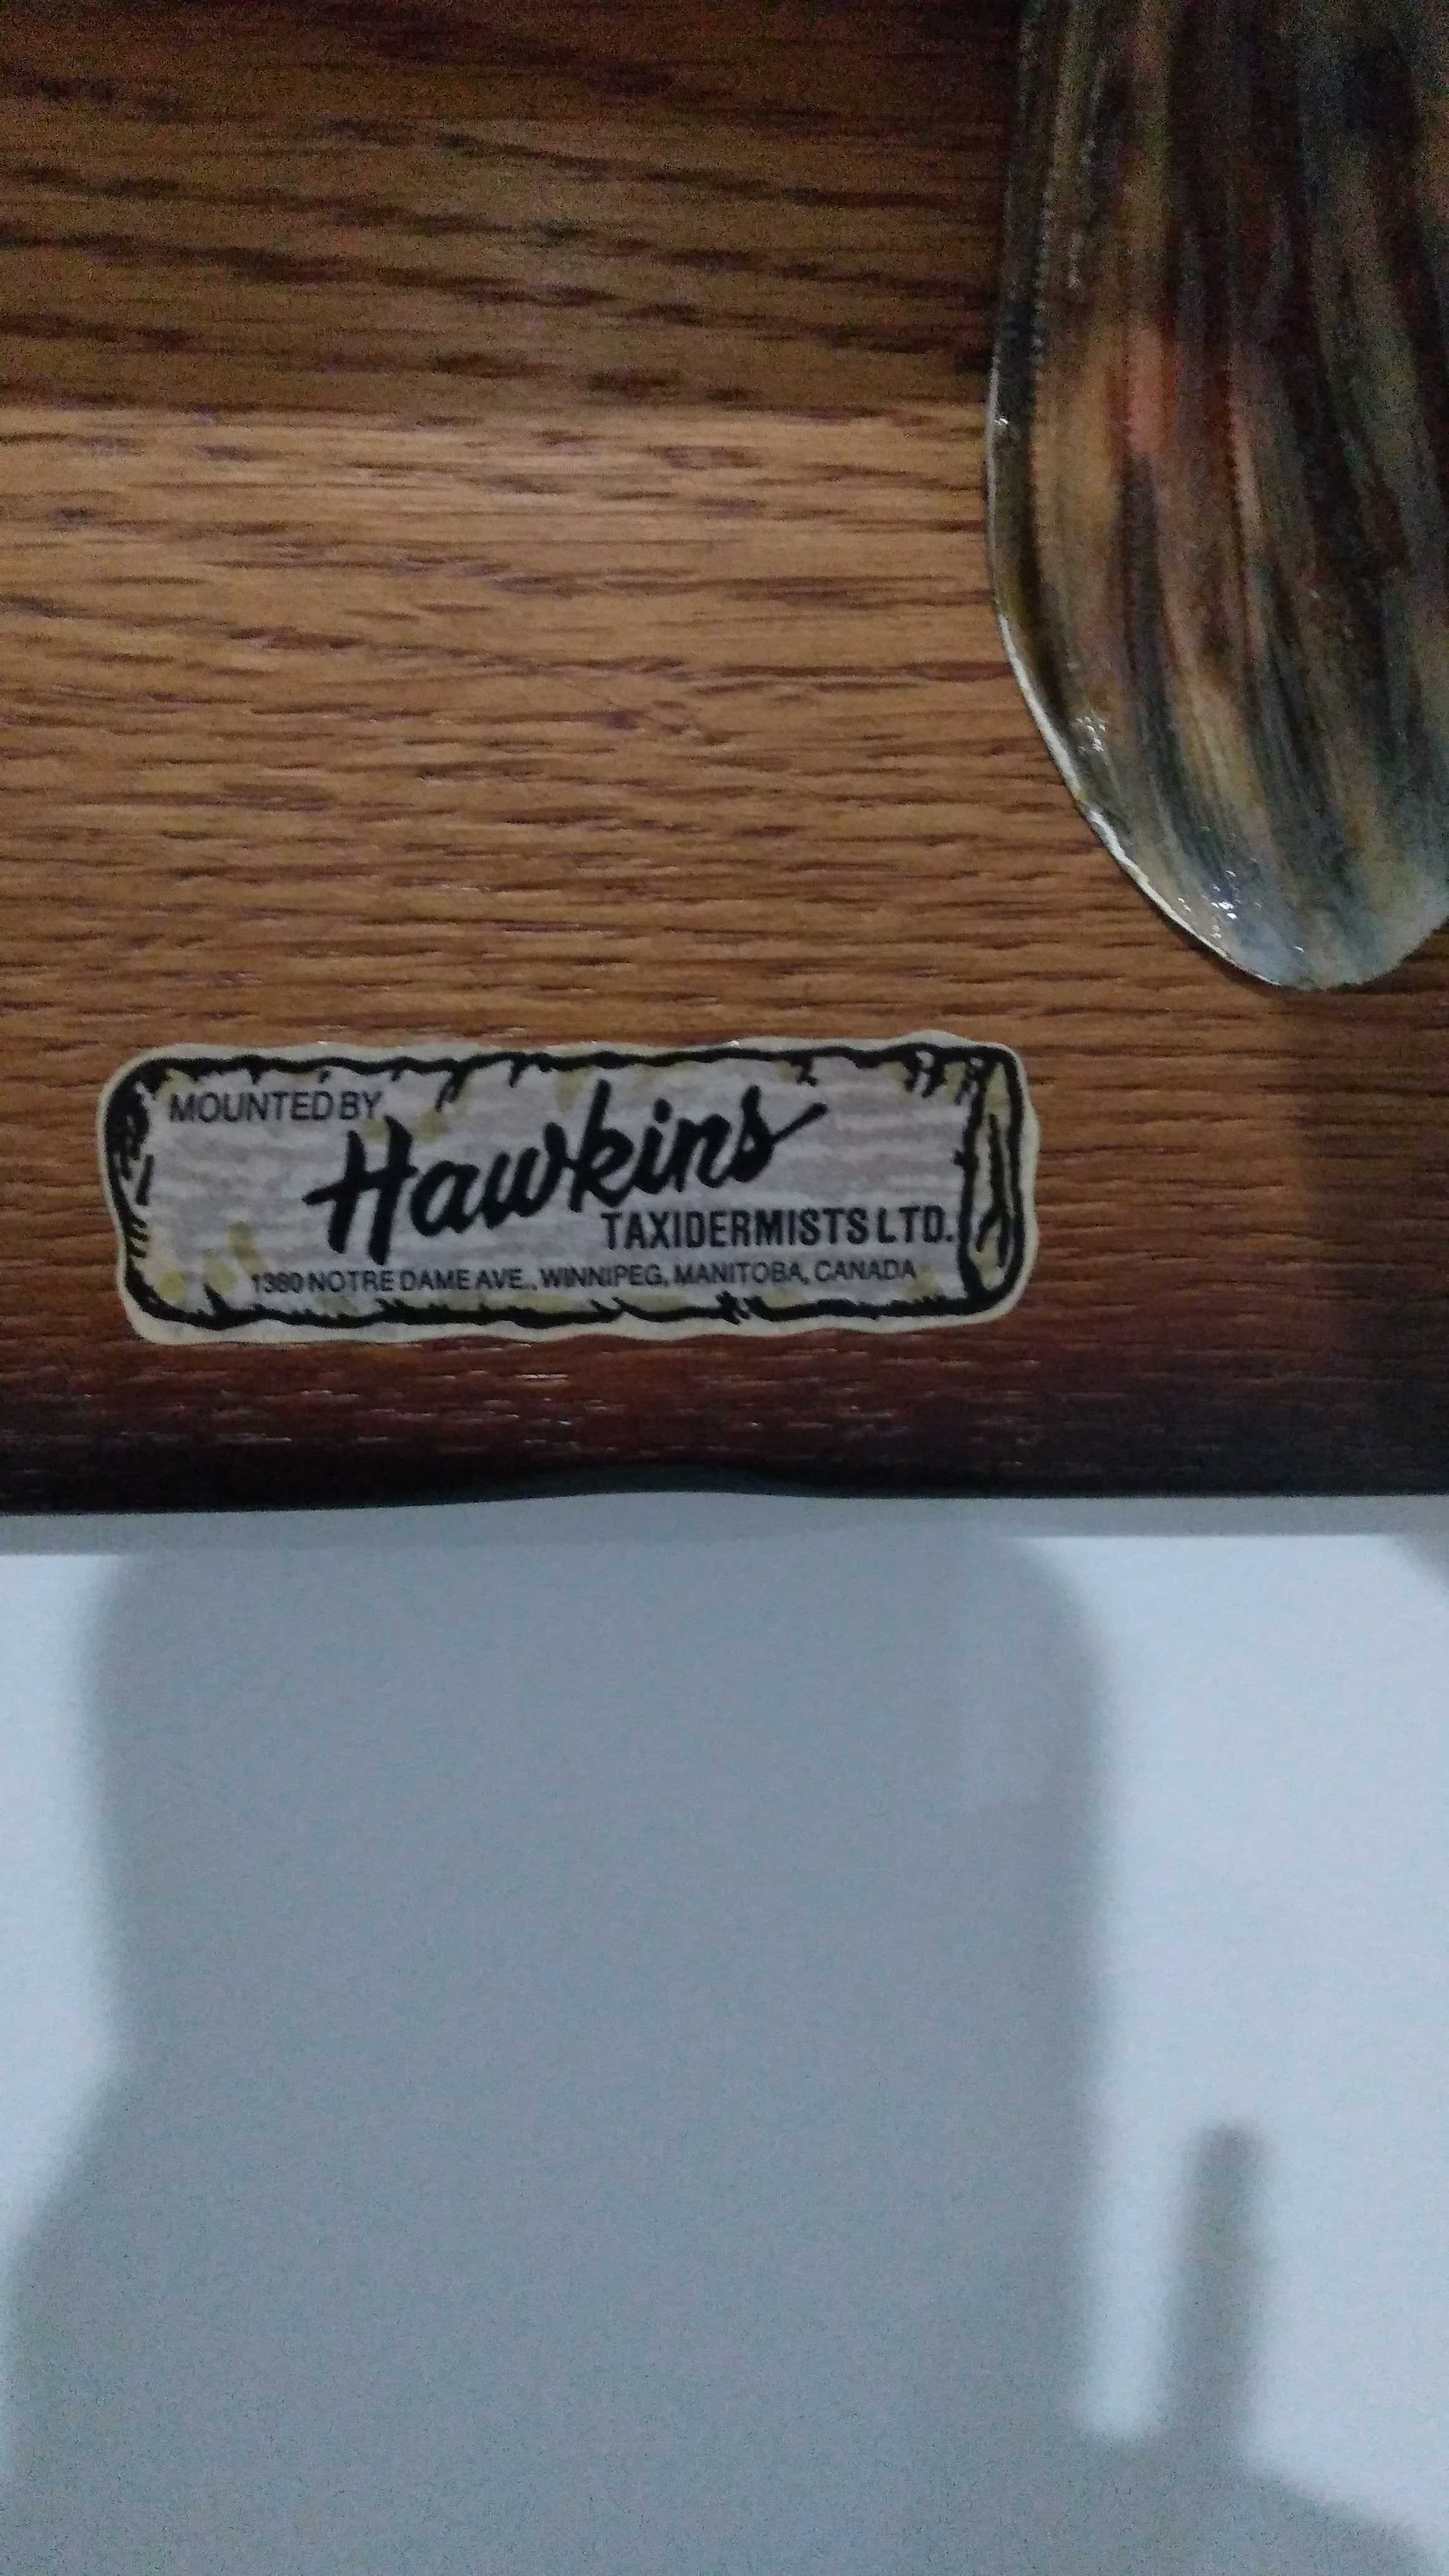 MOUNTED BY
Hawkins
TAXIDERMISTS LTD.
1380 NOTRE DAME AVE., WINNIPEG, MANITOBA, CANADA